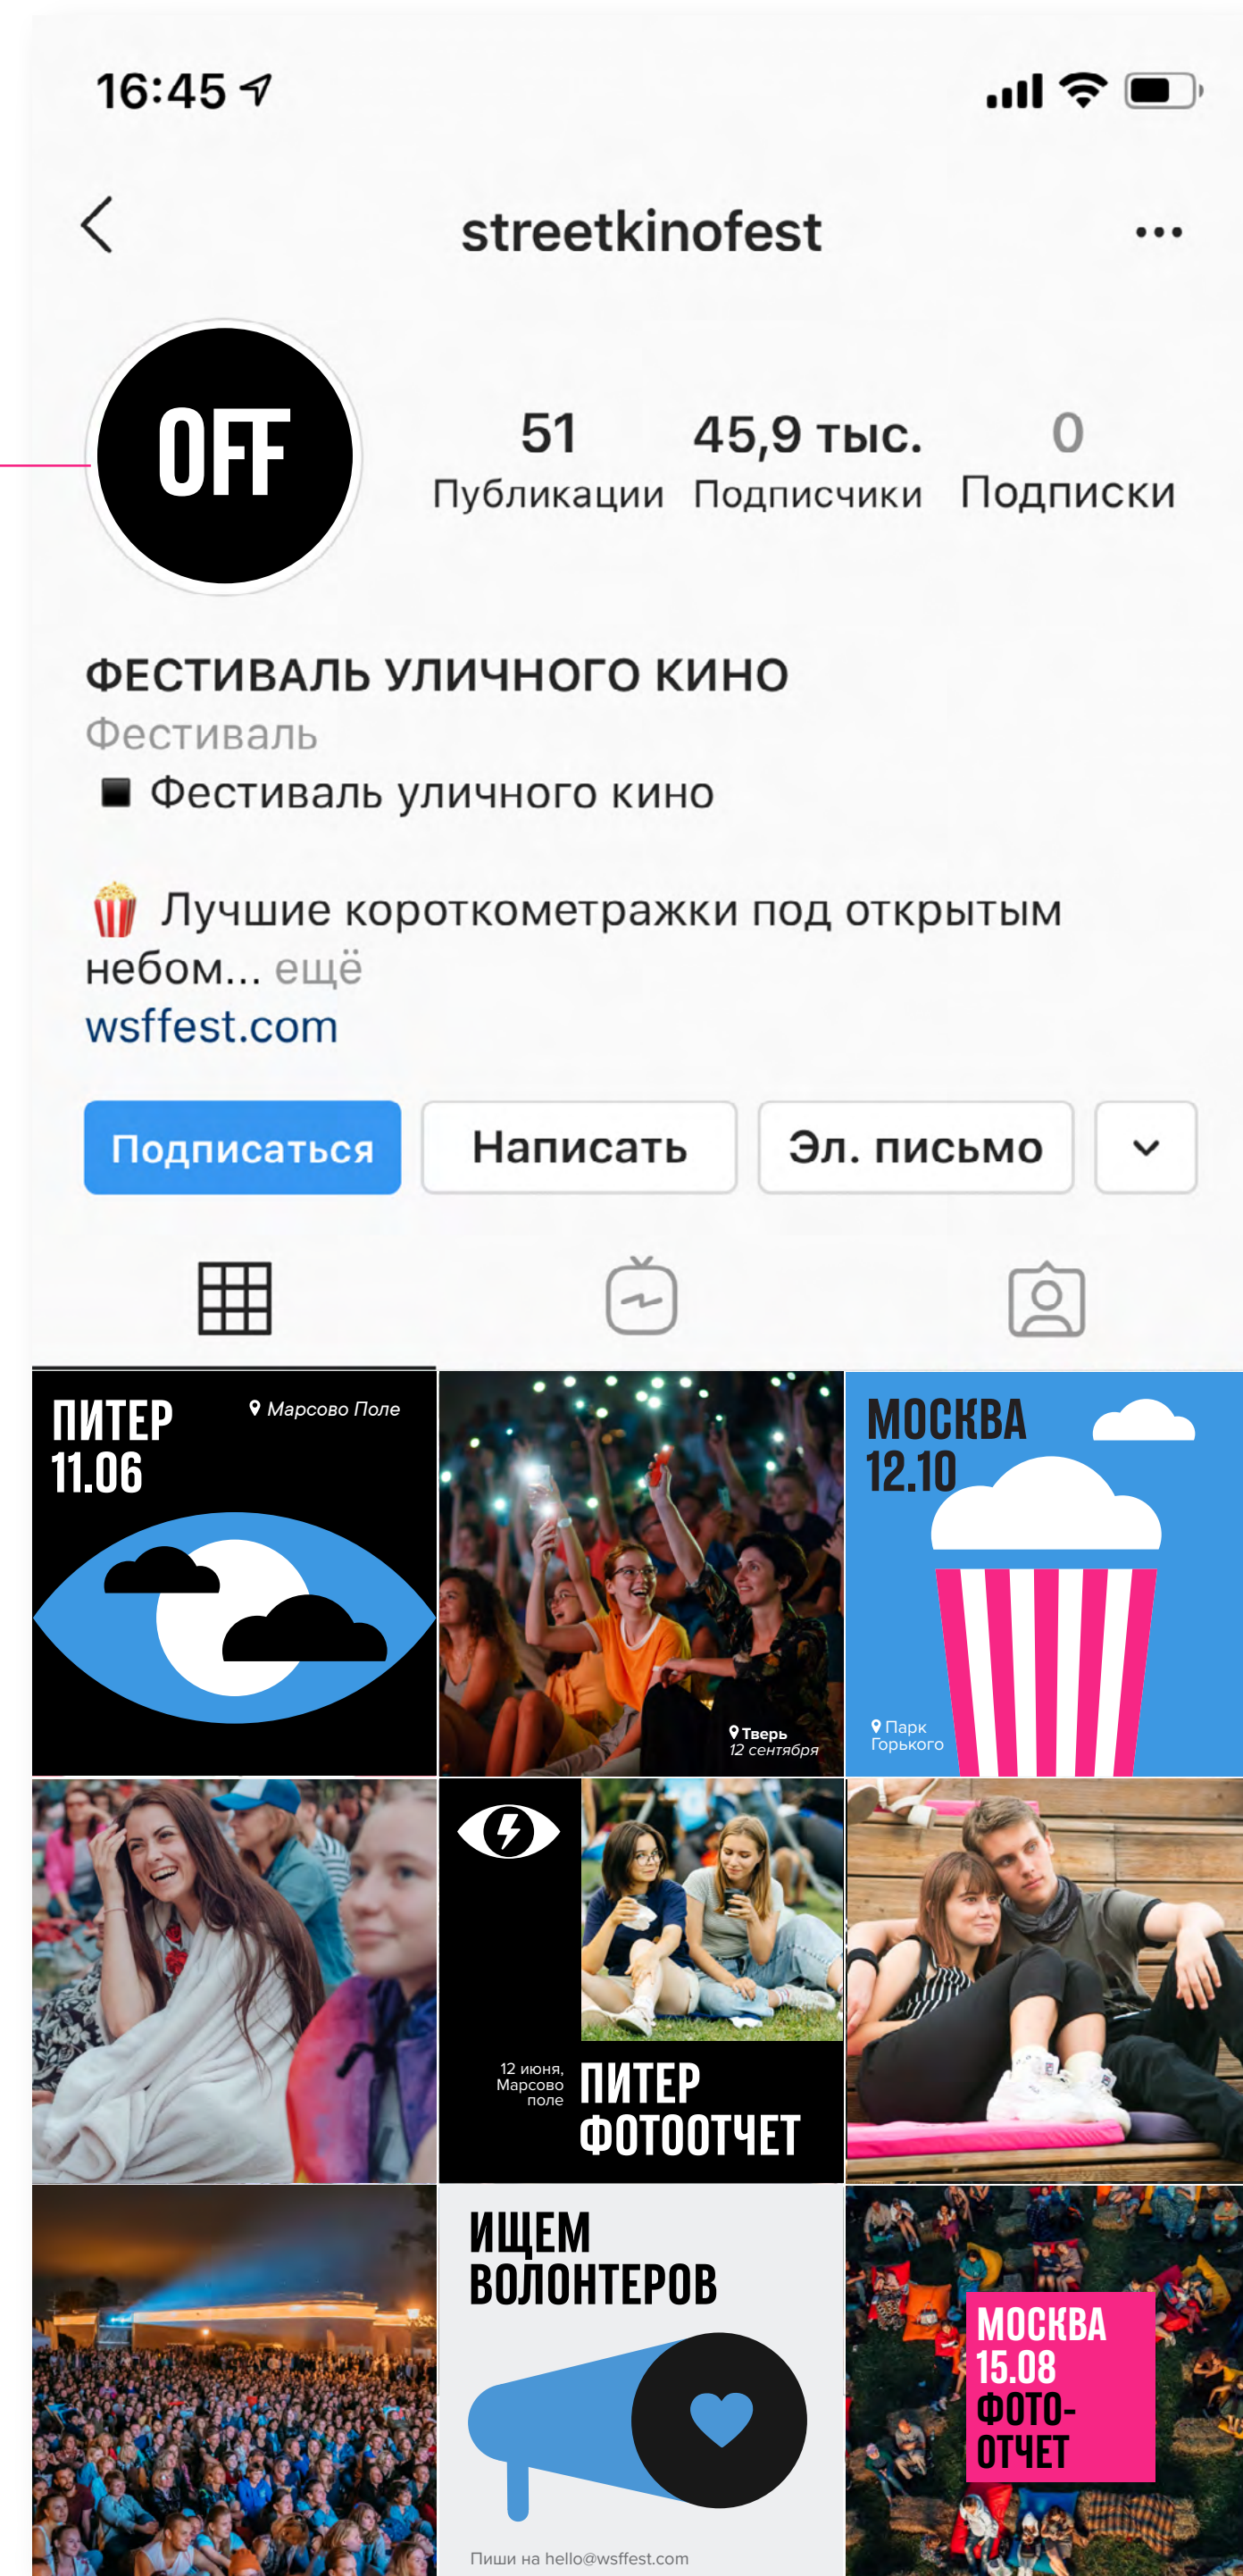 16:45
streetkinofest
OFF
51
45,9 тыс.
0
Публикации
Подписчики
Подписки
ФЕСТИВАЛЬ УЛИЧНОГО КИНО
Фестиваль
Фестиваль уличного кино
Лучшие короткометражки под открытым
небом... ещё
wsffest.com
Подписаться
Написать
Эл. письмо
ПИТЕР
11.06
Марсово Поле
Тверь
12 сентября
МОСКВА
12.10
Парк
Горького
12 июня,
Марсово
поле
ПИТЕР
ФОТООТЧЕТ
ИЩЕМ
ВОЛОНТЕРОВ
Пиши на hello@wsffest.com
МОСКВА
15.08
ФОТО-
ОТЧЕТ